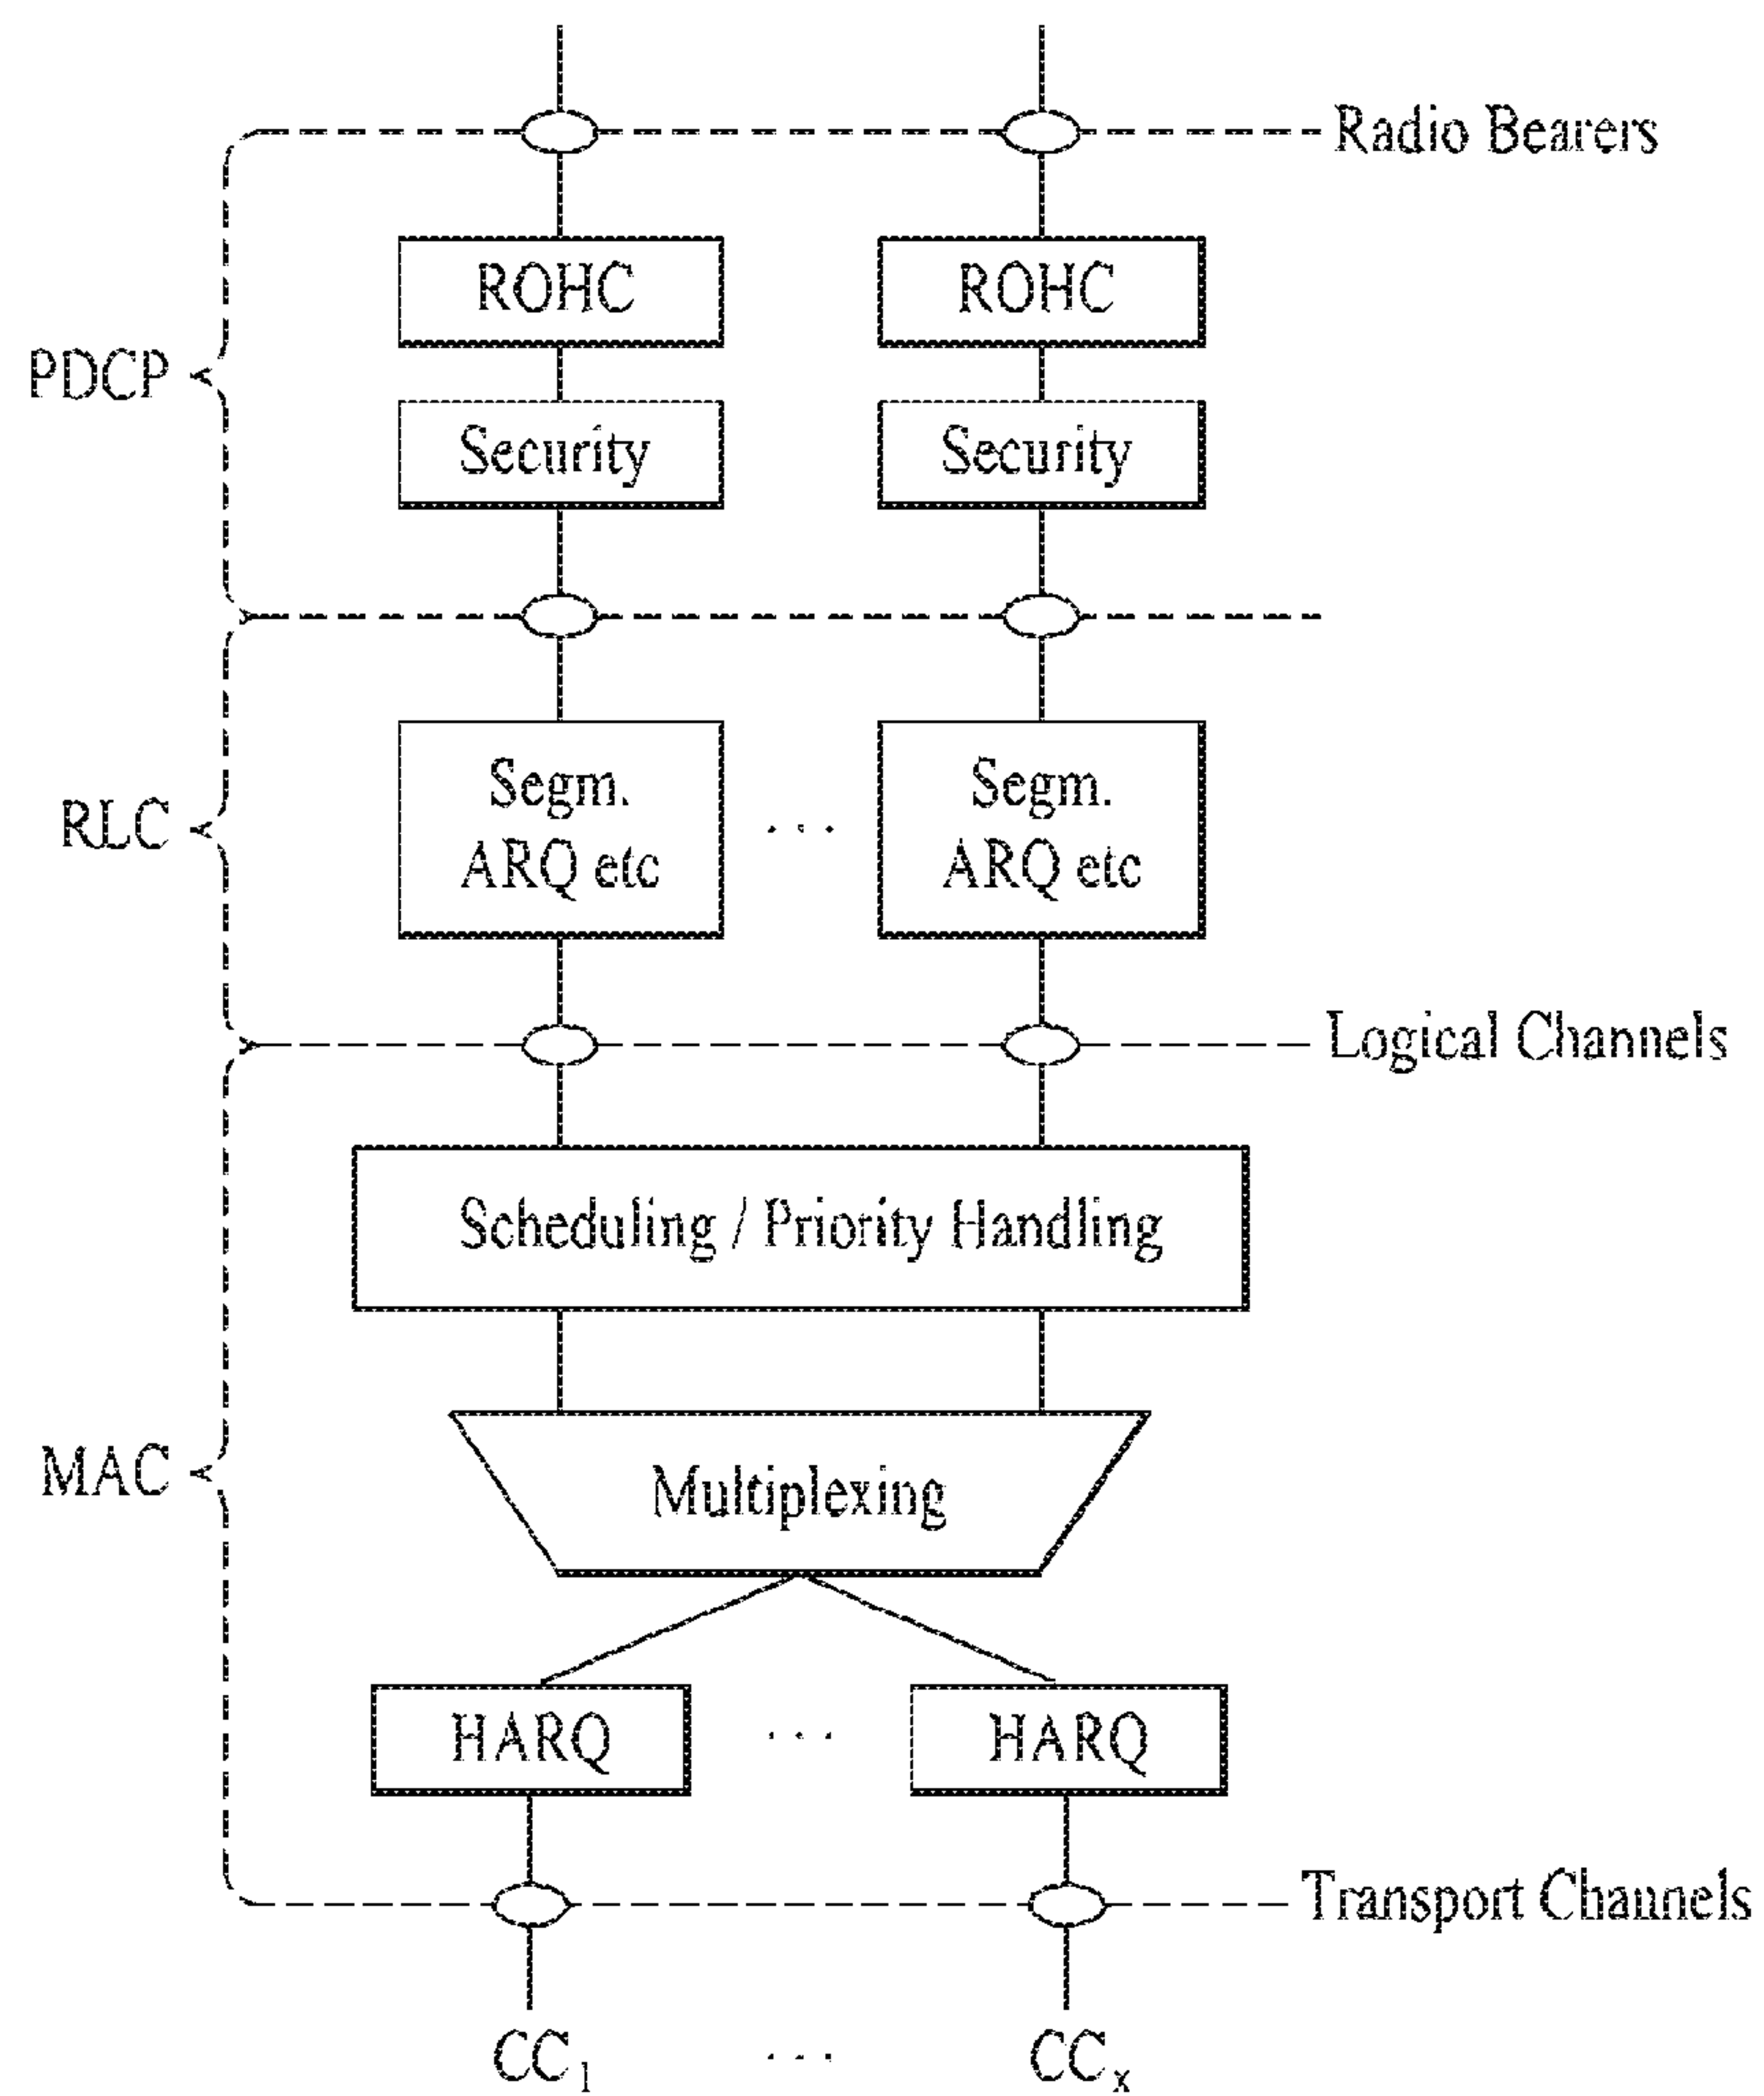 Radio Bearers
ROHC
ROHC
PDCP
Security
Security
Segm.
ARQ etc
RLC
...
Segm.
ARQ etc
Logical Channels
Scheduling / Priority Handling
MAC
Multiplexing
HARQ
...
HARQ
Transport Channels
CC1
...
CCx